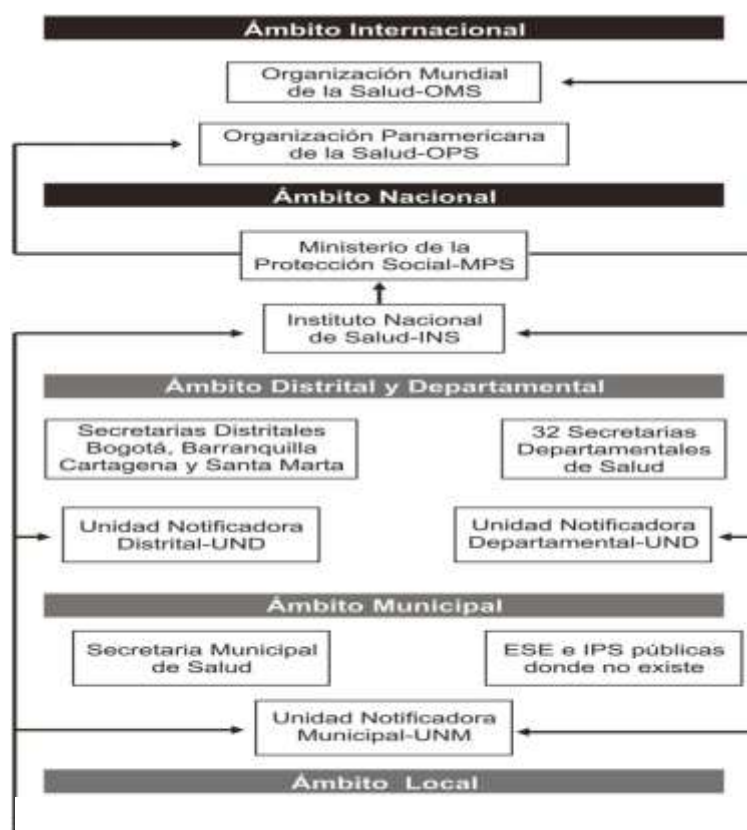 Ámbito Internacional
Organización Mundial
de la Salud-OMS
Organización Panamericana
de la Salud-OPS
Ámbito Nacional
Ministerio de la
Protección Social-MPS
Instituto Nacional
de Salud-INS
Ámbito Distrital y Departamental
Secretarias Distritales
Bogotá, Barranquilla
Cartagena y Santa Marta
32 Secretarias
Departamentales
de Salud
Unidad Notificadora
Distrital-UND
Unidad Notificadora
Departamental-UND
Ámbito Municipal
Secretaria Municipal
de Salud
ESE e IPS públicas
donde no existe
Unidad Notificadora
Municipal-UNM
Ámbito Local